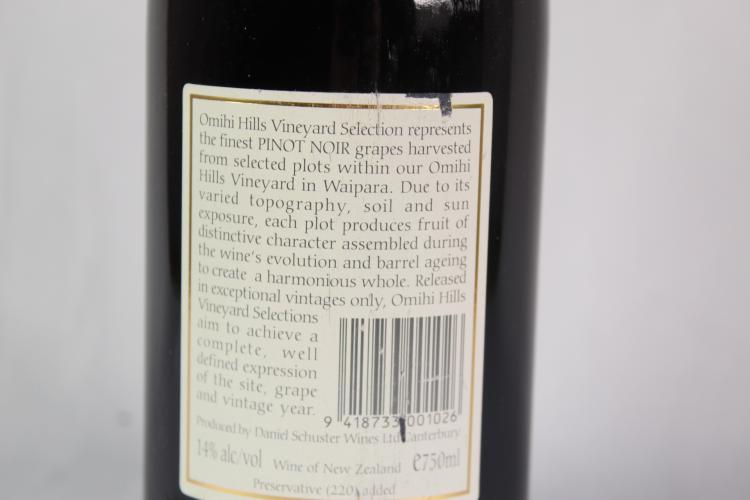 Omihi Hills Vineyard Selection represents
the finest PINOT NOIR grapes harvested
from selected plots within our Omihi
Hills Vineyard in Waipara. Due to its
varied topography, soil and sun
exposure, each plot produces fruit of
distinctive character assembled during
the wine's evolution and barrel ageing
to create a harmonious whole. Released
in exceptional vintages only, Omihi Hills
Vineyard Selections
aim to achieve a
complete, well
defined expression
of the site, grape
and vintage year.
9 418733 001026
Produced by Daniel Schuster Wines Ltd Canterbury
14% alc/vol Wine of New Zealand ℮750ml
Preservative (220) added